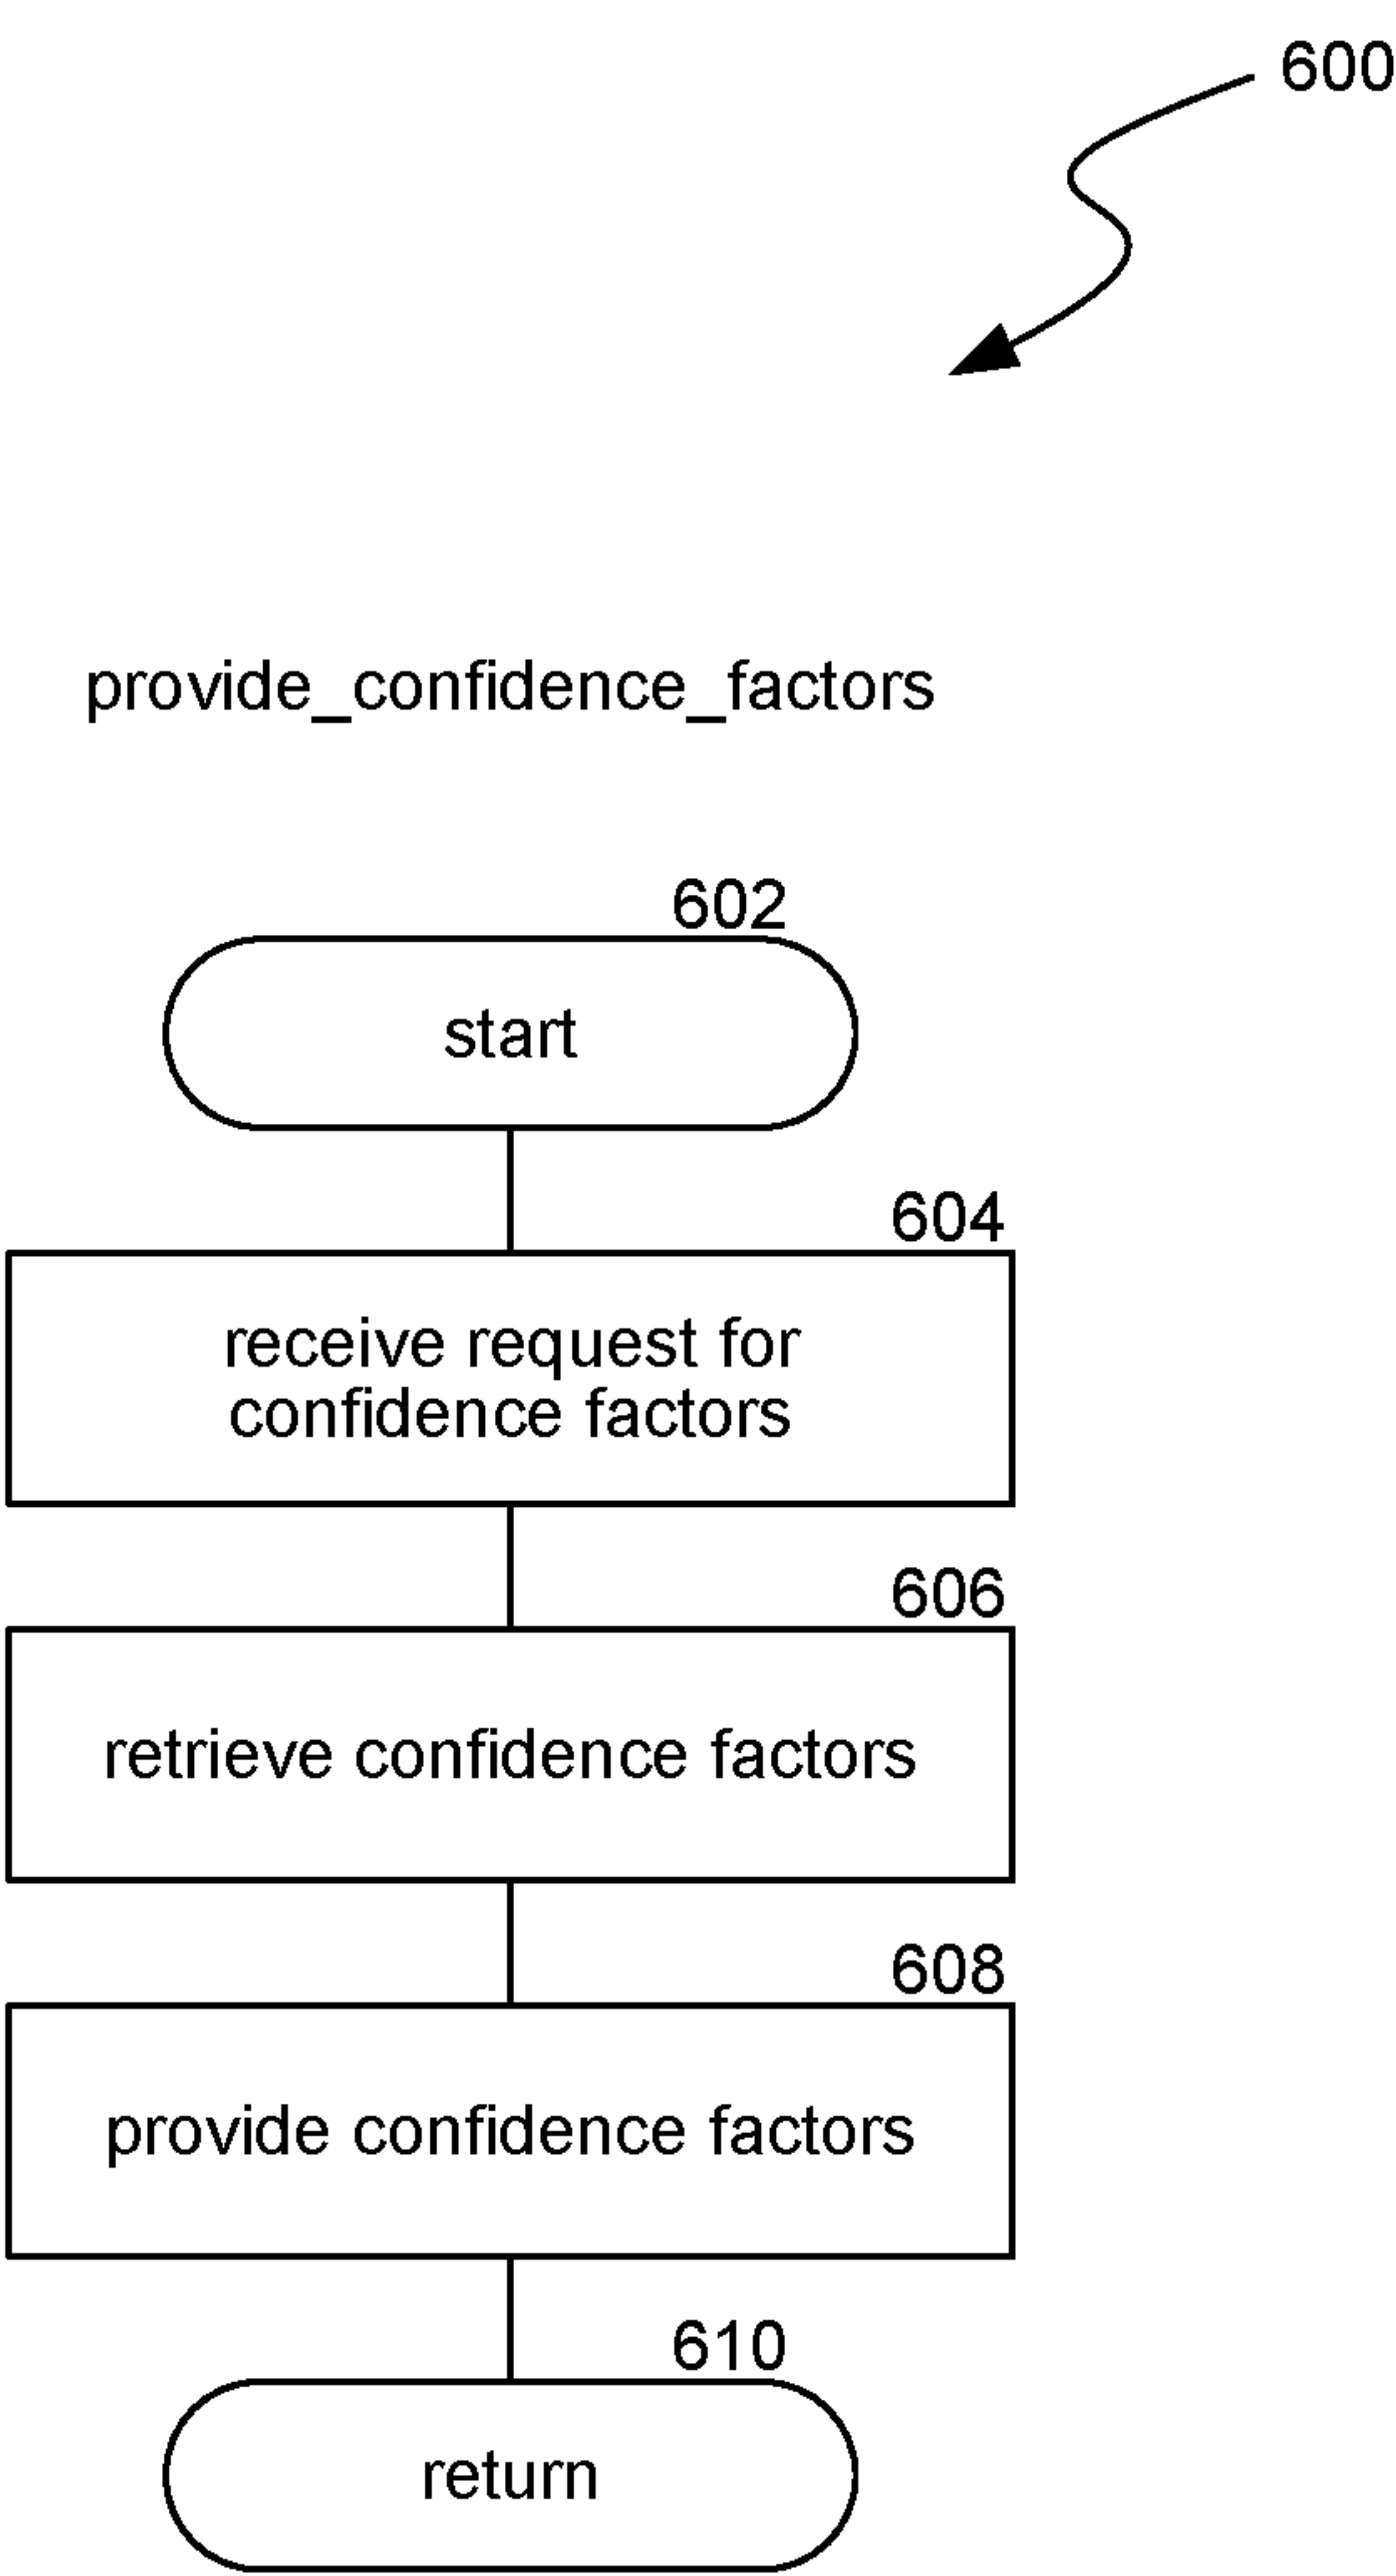 600
provide_confidence_factors
602
start
604
receive request for
confidence factors
606
retrieve confidence factors
608
provide confidence factors
610
return